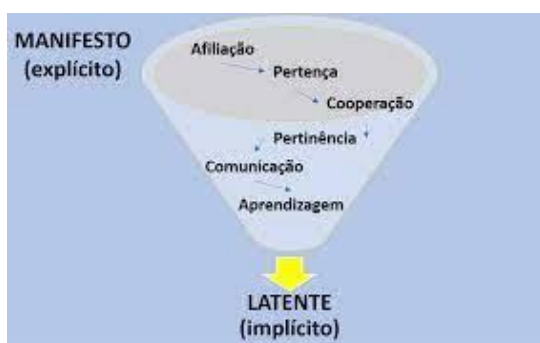 MANIFESTO
(explícito)
Afiliação
Pertença
Cooperação
Pertinência
Comunicação
Aprendizagem
LATENTE
(implícito)